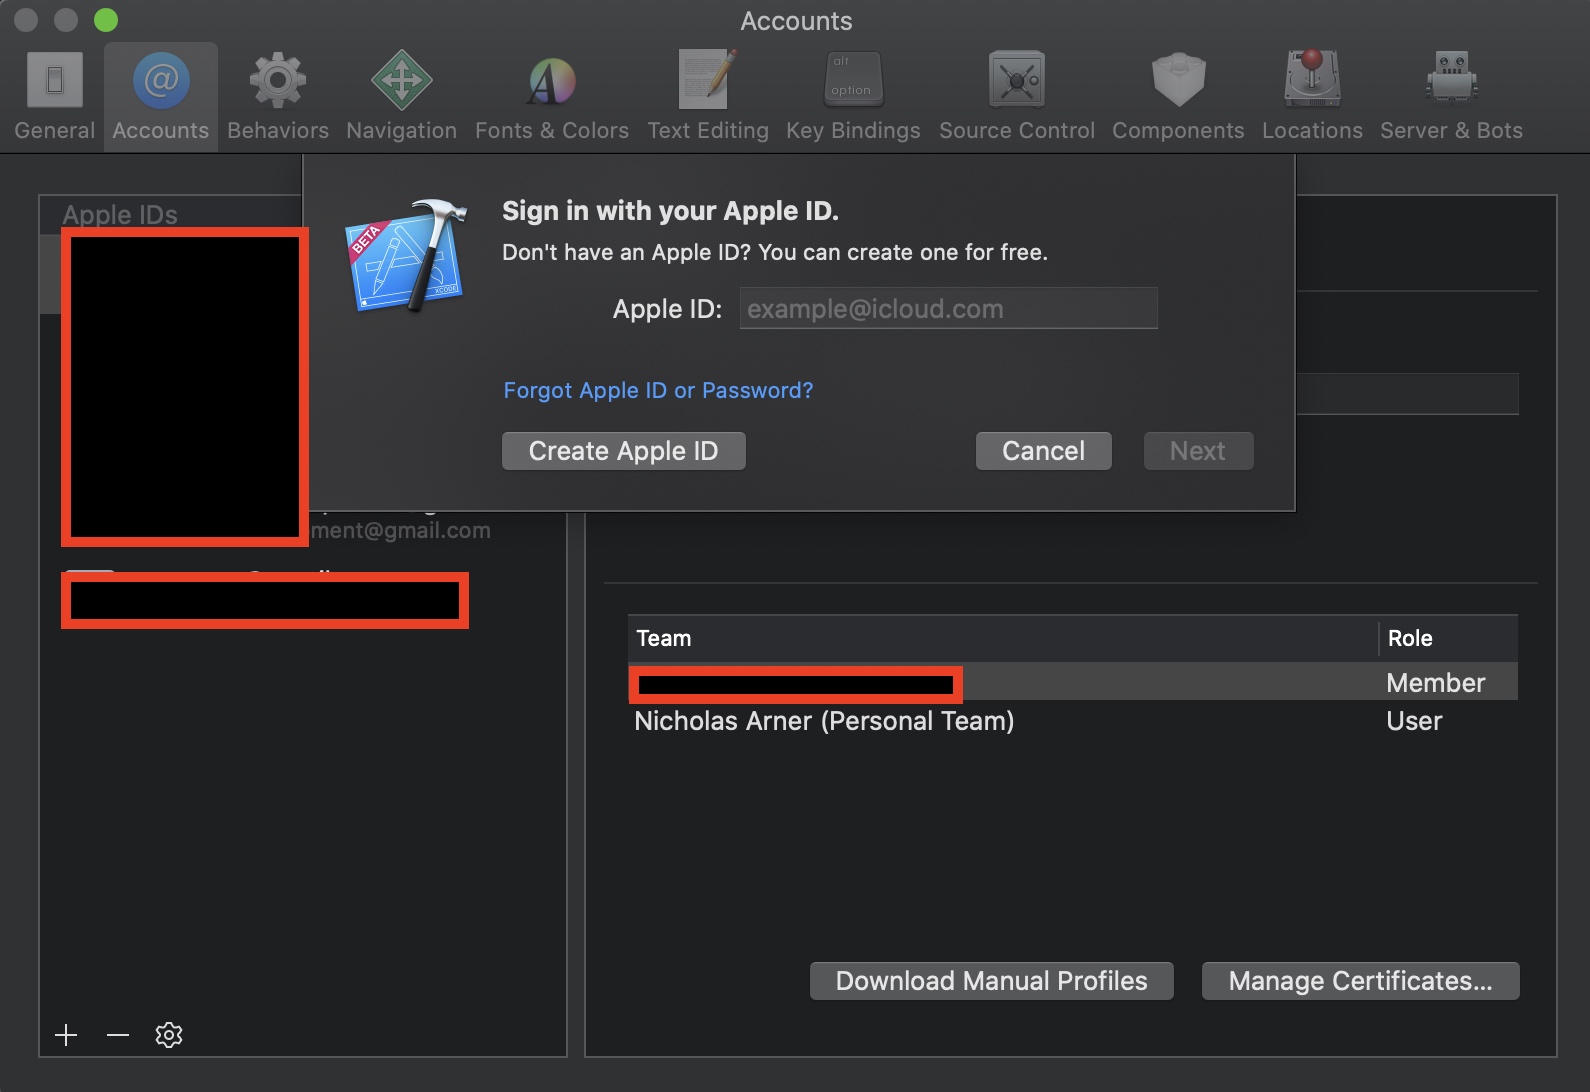 Accounts
alt
option
General Accounts Behaviors Navigation Fonts & Colors Text Editing Key Bindings Source Control Components Locations Server & Bots
Apple IDs
BETA
XCODE
Sign in with your Apple ID.
Don't have an Apple ID? You can create one for free.
Apple ID: example@icloud.com
Forgot Apple ID or Password?
Create Apple ID Cancel Next
ment@gmail.com
Team Role
Member
Nicholas Arner (Personal Team) User
Download Manual Profiles Manage Certificates...